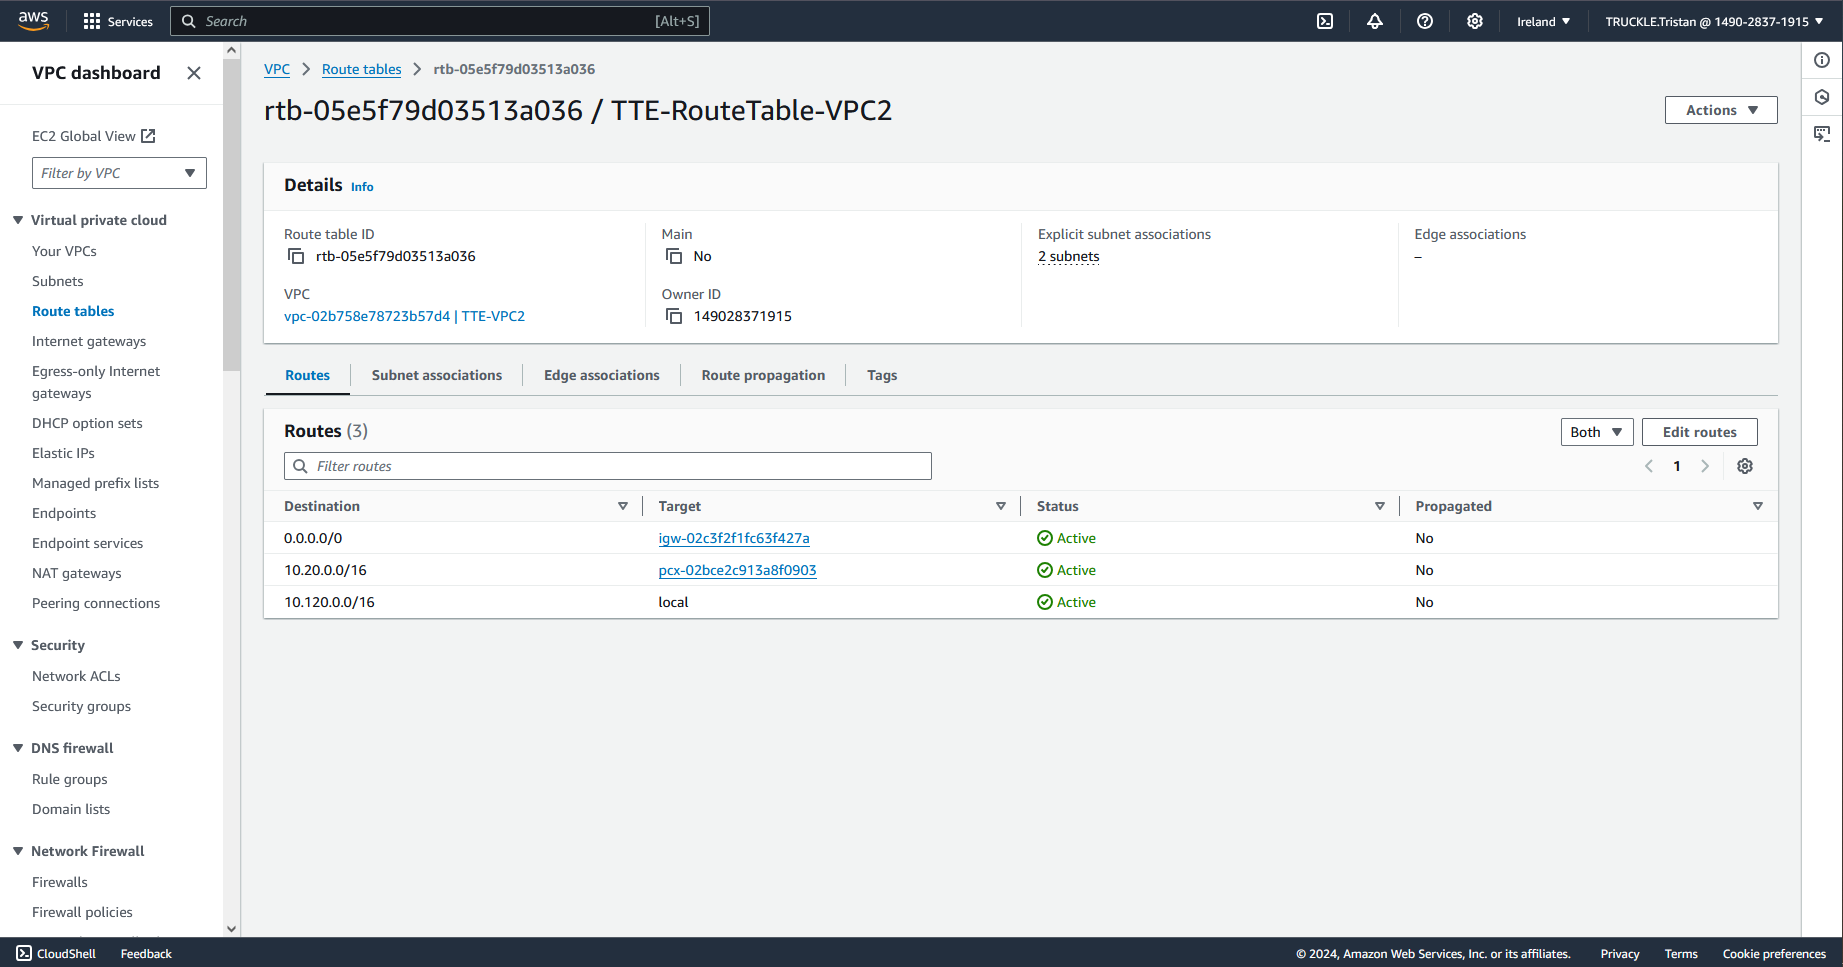 aws
Services
Search [Alt+S]
Ireland
TRUCKLE.Tristan @ 1490-2837-1915
VPC dashboard
EC2 Global View
Filter by VPC
Virtual private cloud
Your VPCs
Subnets
Route tables
Internet gateways
Egress-only Internet
gateways
DHCP option sets
Elastic IPs
Managed prefix lists
Endpoints
Endpoint services
NAT gateways
Peering connections
Security
Network ACLs
Security groups
DNS firewall
Rule groups
Domain lists
Network Firewall
Firewalls
Firewall policies
VPC > Route tables > rtb-05e5f79d03513a036
rtb-05e5f79d03513a036 / TTE-RouteTable-VPC2
Actions
Details Info
Route table ID
rtb-05e5f79d03513a036
Main
No
Explicit subnet associations
2 subnets
Edge associations
–
VPC
vpc-02b758e78723b57d4 | TTE-VPC2
Owner ID
149028371915
Routes Subnet associations Edge associations Route propagation Tags
Routes (3)
Both
Edit routes
Filter routes
1
Destination Target Status Propagated
0.0.0.0/0 igw-02c3f2f1fc63f427a Active No
10.20.0.0/16 pcx-02bce2c913a8f0903 Active No
10.120.0.0/16 local Active No
CloudShell Feedback
© 2024, Amazon Web Services, Inc. or its affiliates. Privacy Terms Cookie preferences